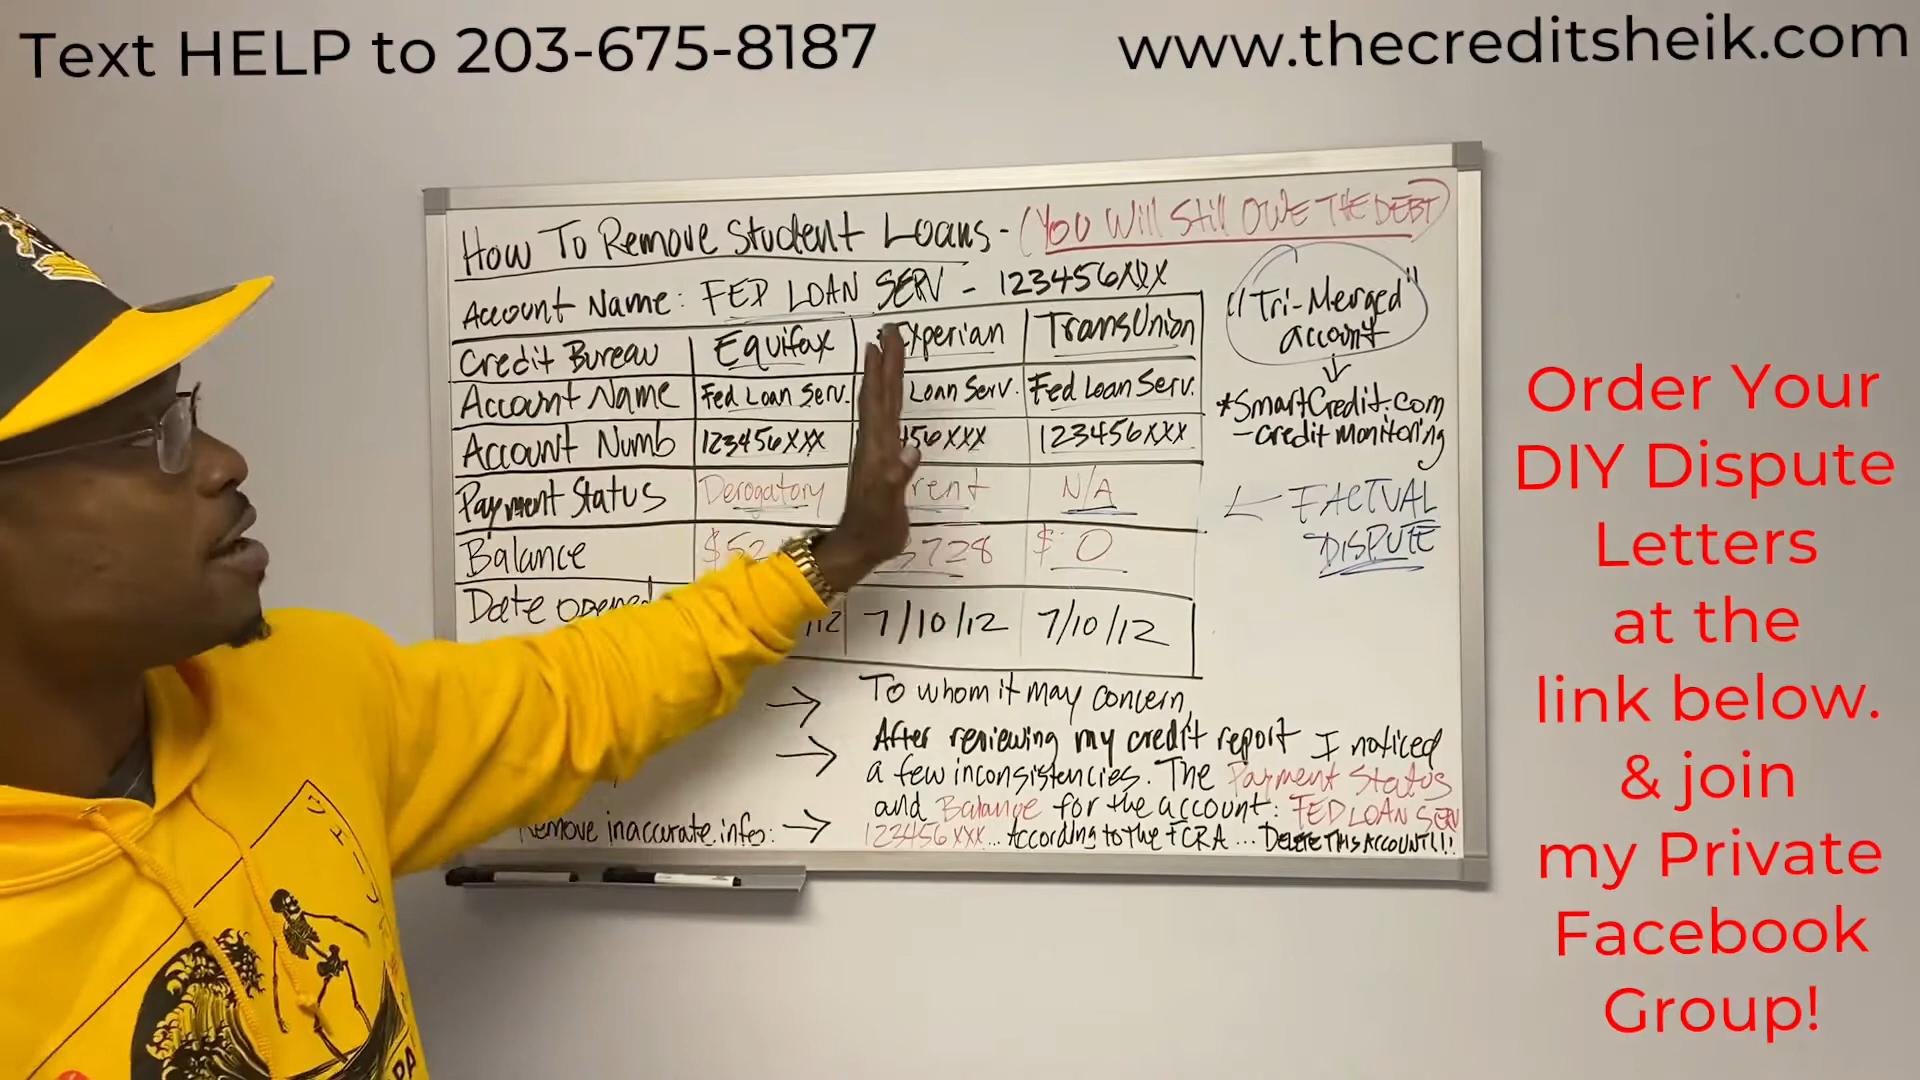 Text HELP to 203-675-8187
www.thecreditsheik.com
How To Remove Student Loans - (You Will Still OWE THE DEBT)
Account Name: FED LOAN SERV - 123456XXX
Credit Bureau Equifax Experian TransUnion
Account Name Fed Loan Serv. Loan Serv. Fed Loan Serv.
Account Numb 123456XXX 456XXX 123456XXX
Payment Status Derogatory rent N/A
Balance $52 3728 $0
Date opened /12 7/10/12 7/10/12
"Tri-Merged"
account
*SmartCredit.com
-credit monitoring
FACTUAL
DISPUTE
To whom it may concern,
After reviewing my credit report I noticed
a few inconsistencies. The Payment Status
and Balance for the account: FED LOAN SERV
Remove inaccurate info:
123456XXX... According to the FCRA... DELETE THIS ACCOUNT!!!
Order Your
DIY Dispute
Letters
at the
link below.
& join
my Private
Facebook
Group!
CHI
PA